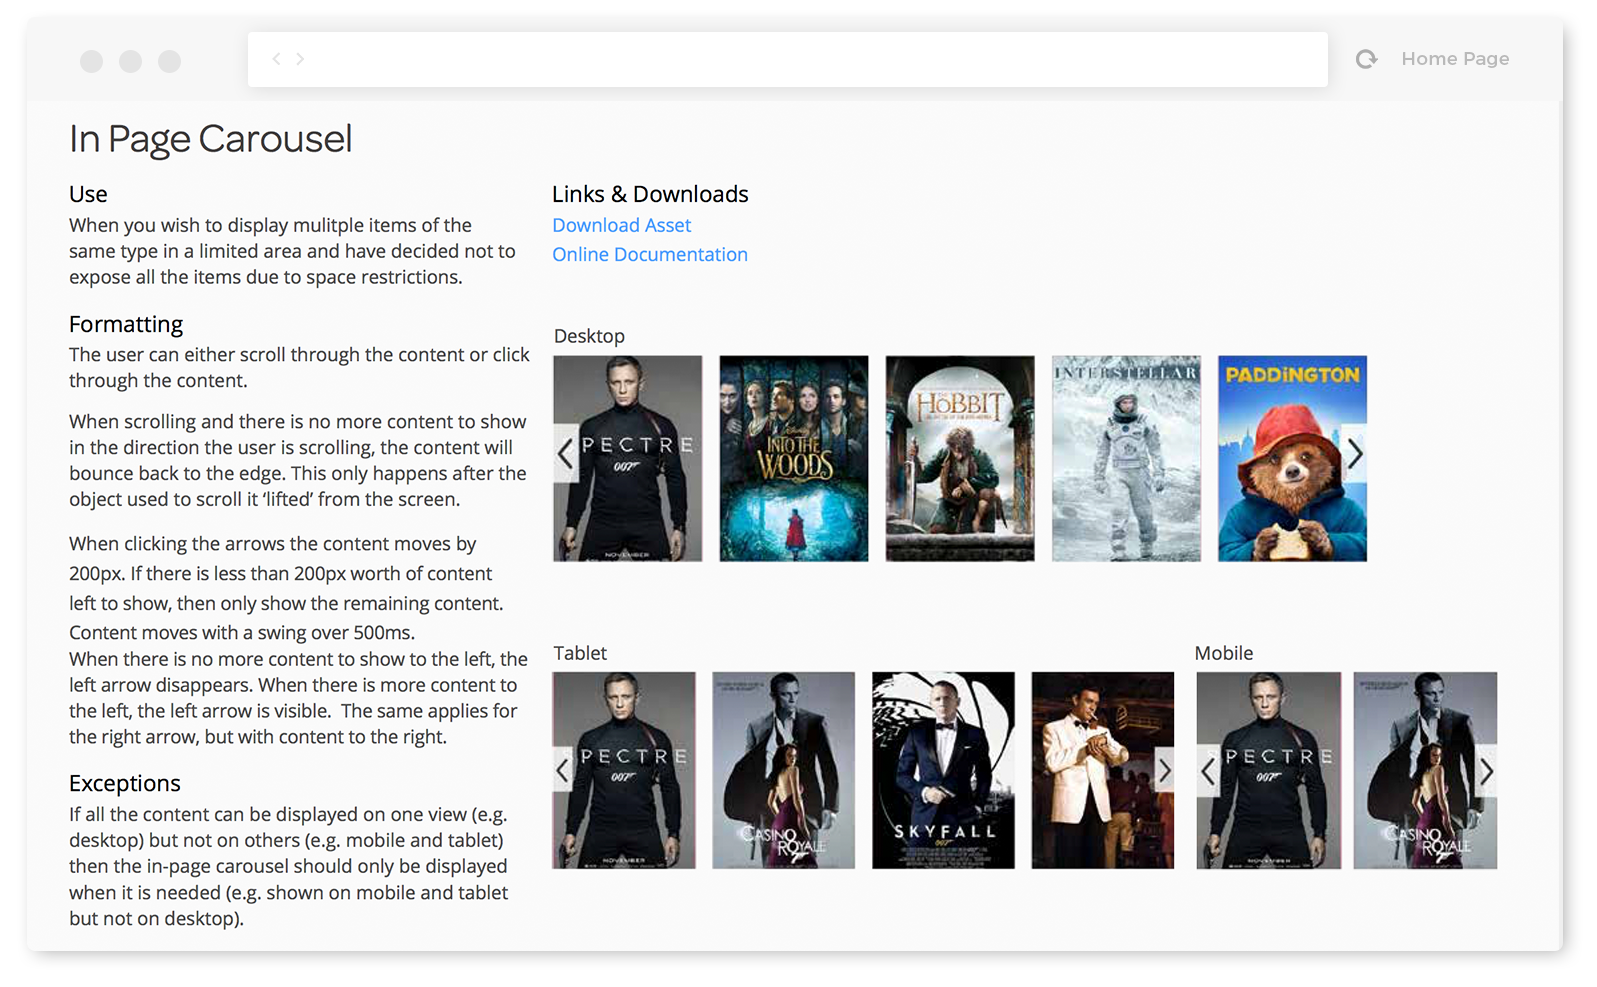 Home Page
In Page Carousel
Use
When you wish to display mulitple items of the
same type in a limited area and have decided not to
expose all the items due to space restrictions.
Formatting
The user can either scroll through the content or click
through the content.
When scrolling and there is no more content to show
in the direction the user is scrolling, the content will
bounce back to the edge. This only happens after the
object used to scroll it ‘lifted’ from the screen.
When clicking the arrows the content moves by
200px. If there is less than 200px worth of content
left to show, then only show the remaining content.
Content moves with a swing over 500ms.
When there is no more content to show to the left, the
left arrow disappears. When there is more content to
the left, the left arrow is visible.  The same applies for
the right arrow, but with content to the right.
Exceptions
If all the content can be displayed on one view (e.g.
desktop) but not on others (e.g. mobile and tablet)
then the in-page carousel should only be displayed
when it is needed (e.g. shown on mobile and tablet
but not on desktop).
Links & Downloads
Download Asset
Online Documentation
Desktop
PECTRE
007
NOVEMBER
INTO THE
WOODS
THE
HOBBIT
INTERSTELLAR
PADDINGTON
Tablet
SPECTRE
007
NOVEMBER
CASINO
ROYALE
SKYFALL
007
Mobile
SPECTRE
007
NOVEMBER
CASINO
ROYALE